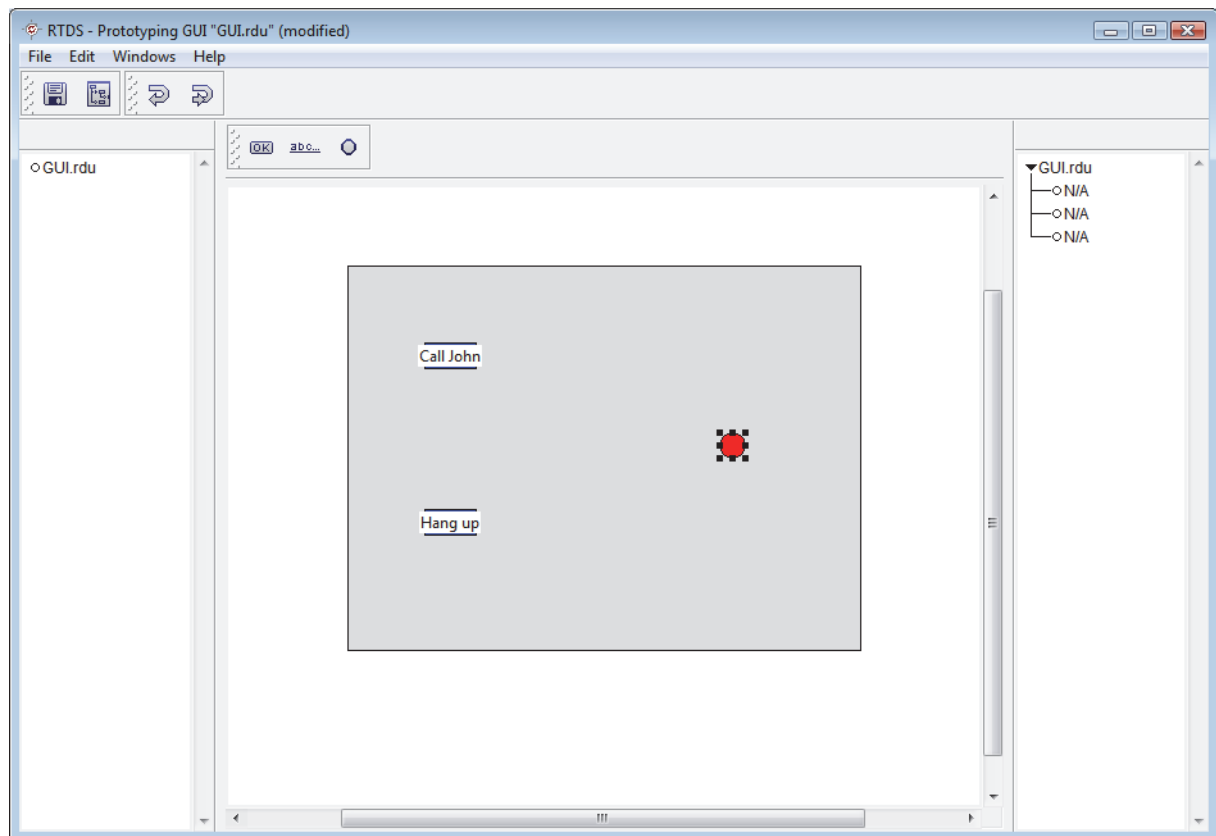 RTDS - Prototyping GUI "GUI.rdu" (modified)
File Edit Windows Help
OK abc...
GUI.rdu
GUI.rdu
N/A
N/A
N/A
Call John
Hang up